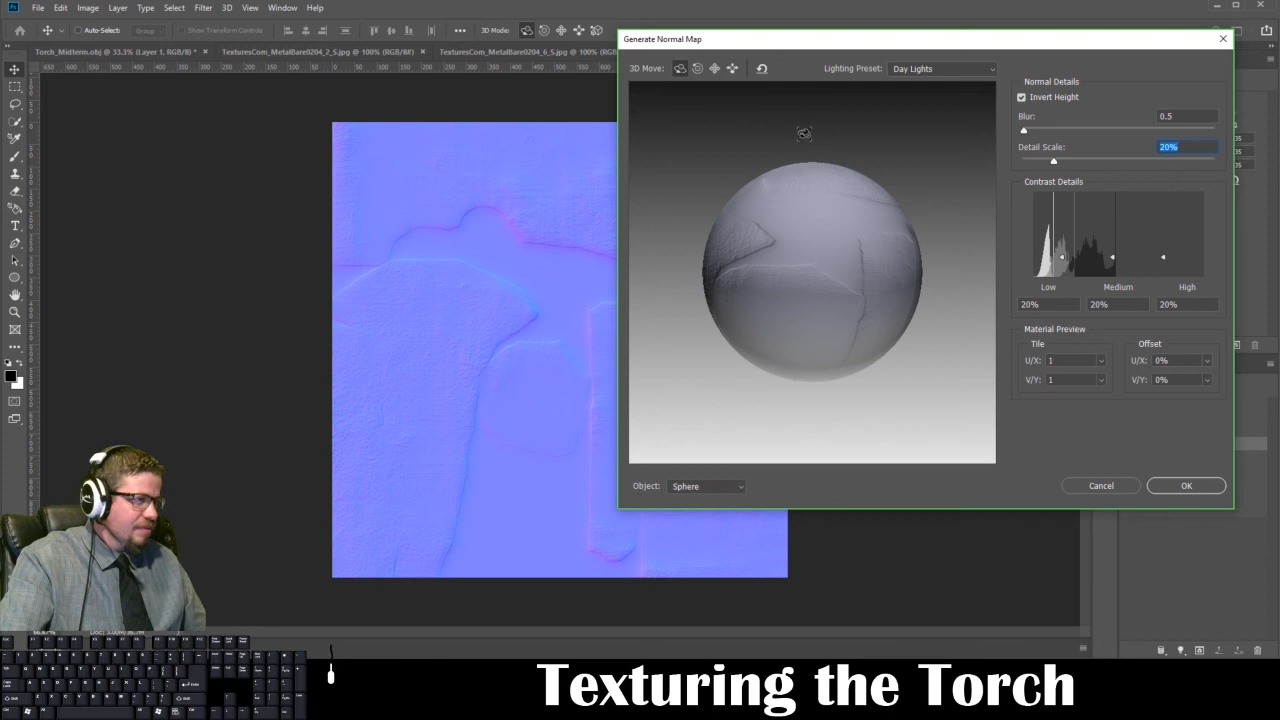 Ps File Edit Image Layer Type Select Filter 3D View Window Help
Auto-Select: Group Show Transform Controls 3D Mode:
Torch_Midterm.obj @ 33.3% (Layer 1, RGB/8) * × TexturesCom_MetalBare0204_2_S.jpg @ 100% (RGB/8#) × TexturesCom_MetalBare0204_6_S.jpg @ 100% (RGB
Generate Normal Map
3D Move: Lighting Preset: Day Lights
Normal Details
Invert Height
Blur: 0.5
Detail Scale: 20%
Contrast Details
Low Medium High
20% 20% 20%
Material Preview
Tile Offset
U/X: 1 U/X: 0%
V/Y: 1 V/Y: 0%
Object: Sphere Cancel OK
Texturing the Torch